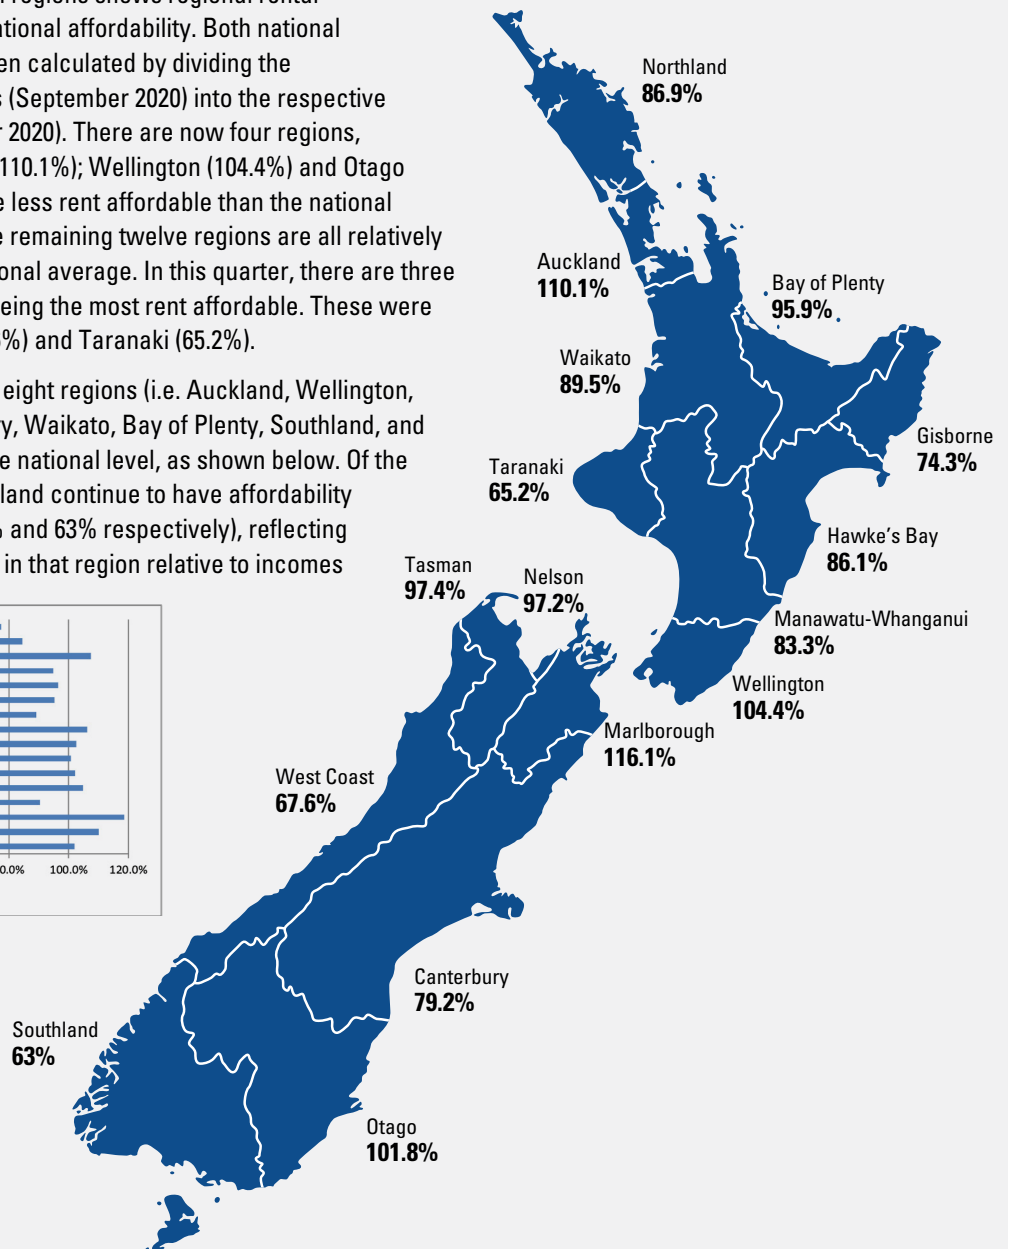 regions shows regional rental
ational affordability. Both national
en calculated by dividing the
s (September 2020) into the respective
r 2020). There are now four regions,
110.1%); Wellington (104.4%) and Otago
e less rent affordable than the national
e remaining twelve regions are all relatively
onal average. In this quarter, there are three
eing the most rent affordable. These were
%) and Taranaki (65.2%).
eight regions (i.e. Auckland, Wellington,
y, Waikato, Bay of Plenty, Southland, and
e national level, as shown below. Of the
land continue to have affordability
% and 63% respectively), reflecting
in that region relative to incomes
0.0% 100.0% 120.0%
Northland
86.9%
Auckland
110.1%
Bay of Plenty
95.9%
Waikato
89.5%
Gisborne
74.3%
Taranaki
65.2%
Hawke's Bay
86.1%
Tasman
97.4%
Nelson
97.2%
Manawatu-Whanganui
83.3%
Wellington
104.4%
Marlborough
116.1%
West Coast
67.6%
Canterbury
79.2%
Southland
63%
Otago
101.8%